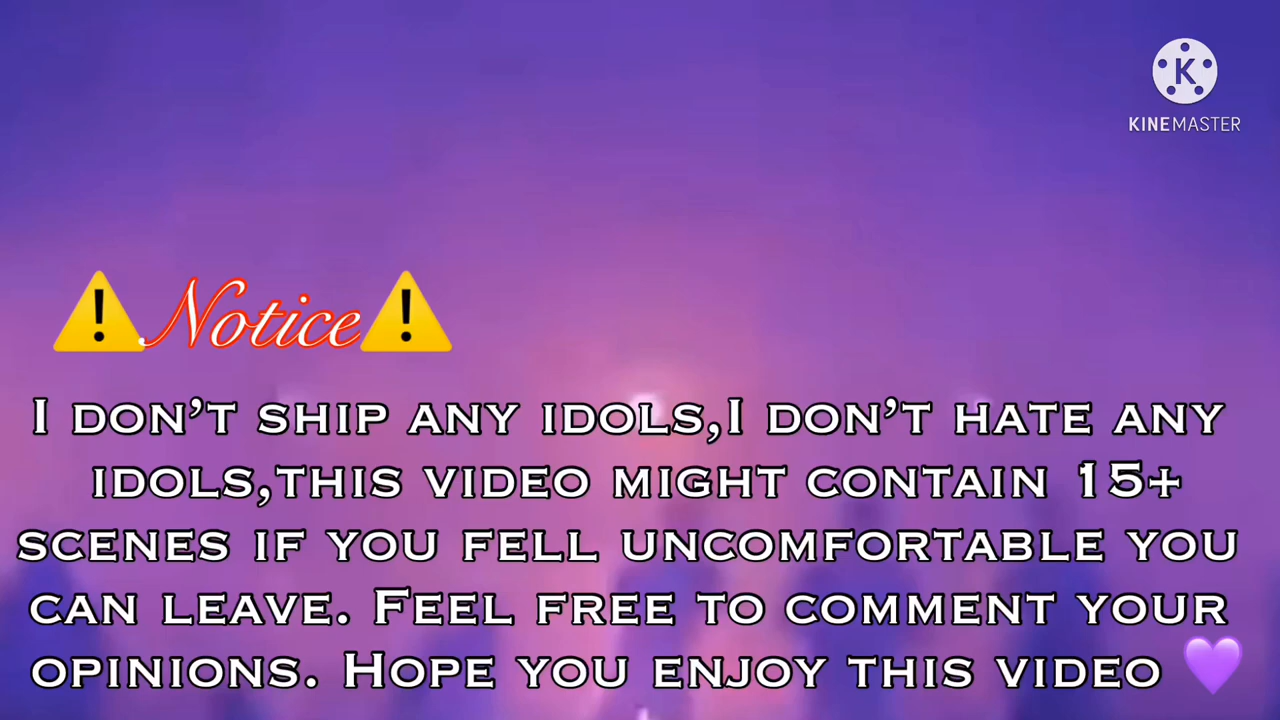 KINEMASTER
⚠️Notice⚠️
I DON'T SHIP ANY IDOLS,I DON'T HATE ANY
IDOLS,THIS VIDEO MIGHT CONTAIN 15+
SCENES IF YOU FELL UNCOMFORTABLE YOU
CAN LEAVE. FEEL FREE TO COMMENT YOUR
OPINIONS. HOPE YOU ENJOY THIS VIDEO 💜